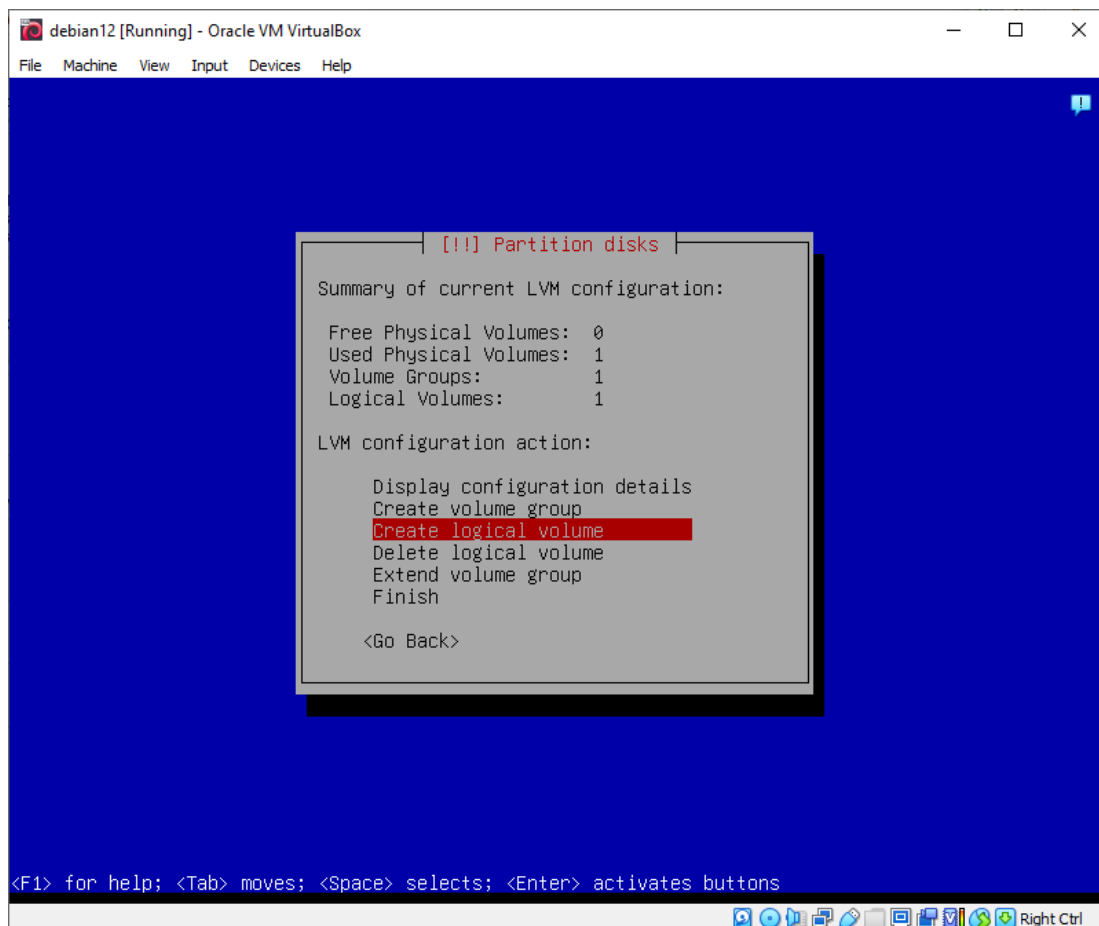 debian12 [Running] - Oracle VM VirtualBox
File Machine View Input Devices Help
[!!] Partition disks
Summary of current LVM configuration:
Free Physical Volumes: 0
Used Physical Volumes: 1
Volume Groups: 1
Logical Volumes: 1
LVM configuration action:
Display configuration details
Create volume group
Create logical volume
Delete logical volume
Extend volume group
Finish
<Go Back>
<F1> for help; <Tab> moves; <Space> selects; <Enter> activates buttons
Right Ctrl